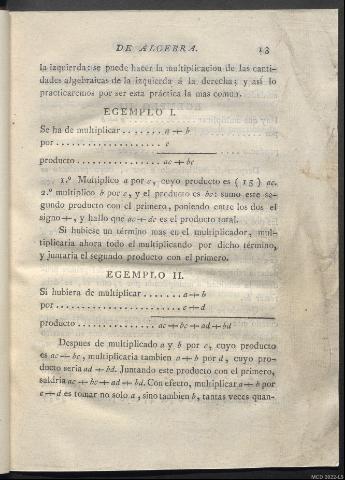 DE ALGEBRA. 13
la izquierda: se puede hacer la multiplicacion de las canti-
dades algebraicas de la izquierda á la derecha; y así lo
practicaremos por ser esta práctica la mas comun.
EGEMPLO I.
Se ha de multiplicar ........ a + b
por .................... c
producto ................. ac + bc
1.º Multiplico a por c, cuyo producto es (15) ac.
2.º multiplico b por c, y el producto es bc: sumo este se-
gundo producto con el primero, poniendo entre los dos el
signo +, y hallo que ac + bc es el producto total.
Si hubiese un término mas en el multiplicador, mul-
tiplicaria ahora todo el multiplicando por dicho término,
y juntaria el segundo producto con el primero.
EGEMPLO II.
Si hubiera de multiplicar ....... a + b
por ........................ c + d
producto ............... ac + bc + ad + bd
Despues de multiplicado a y b por c, cuyo producto
es ac + bc, multiplicaria tambien a + b por d, cuyo pro-
ducto seria ad + bd. Juntando este producto con el primero,
saldria ac + bc + ad + bd. Con efecto, multiplicar a + b por
c + d es tomar no solo a, sino tambien b, tantas veces quan-
MCD 2022-L5